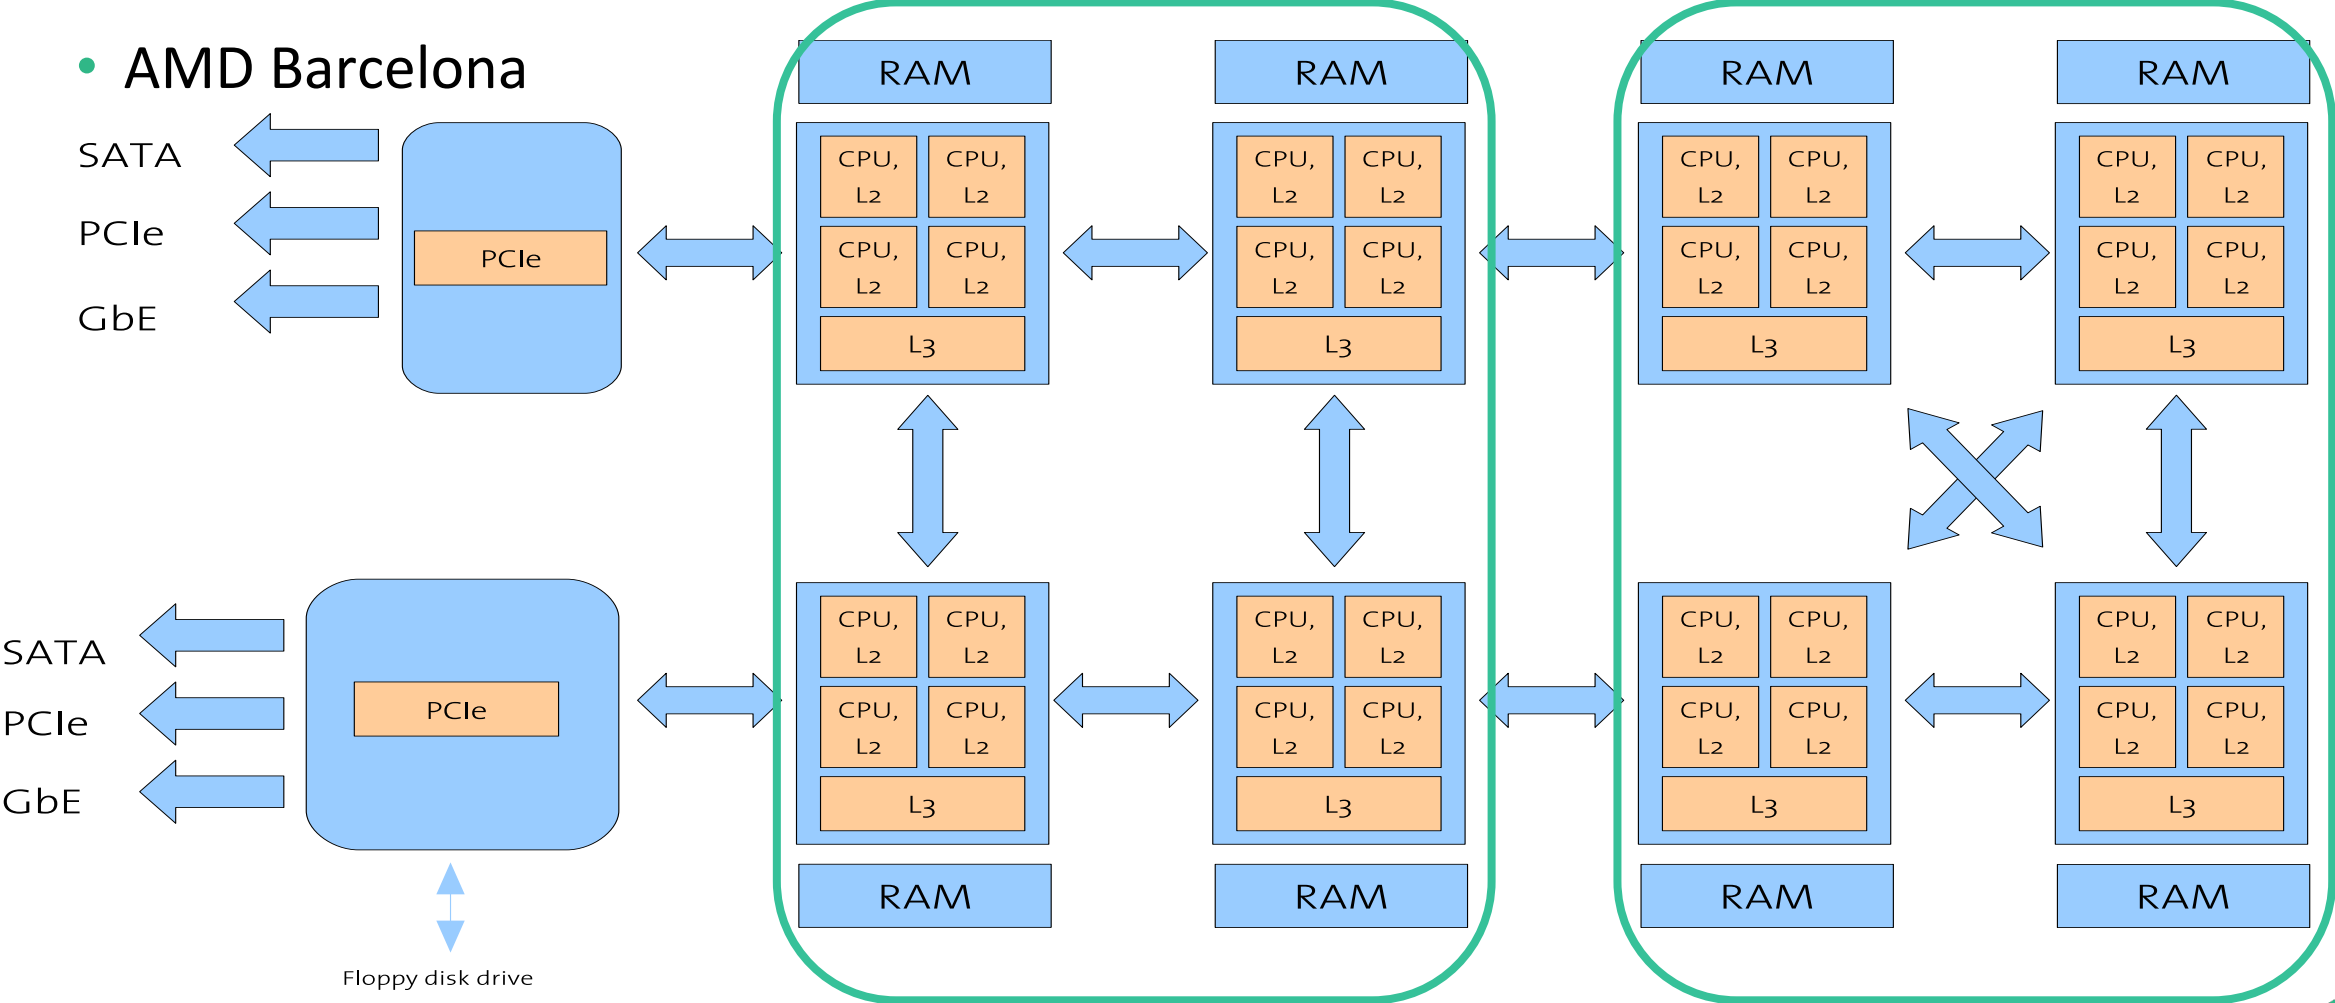 • AMD Barcelona
RAM RAM RAM RAM
SATA
PCIe
GbE
PCIe
CPU, CPU, CPU, CPU, CPU, CPU, CPU, CPU,
L2 L2 L2 L2 L2 L2 L2 L2
CPU, CPU, CPU, CPU, CPU, CPU, CPU, CPU,
L2 L2 L2 L2 L2 L2 L2 L2
L3 L3 L3 L3
SATA
PCIe
GbE
PCIe
CPU, CPU, CPU, CPU, CPU, CPU, CPU, CPU,
L2 L2 L2 L2 L2 L2 L2 L2
CPU, CPU, CPU, CPU, CPU, CPU, CPU, CPU,
L2 L2 L2 L2 L2 L2 L2 L2
L3 L3 L3 L3
RAM RAM RAM RAM
Floppy disk drive